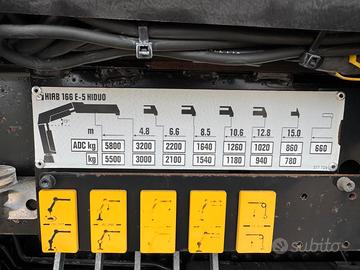 HIAB 166 E-5 HIDUO
m 4.8 6.6 8.5 10.6 12.8 15.0
ADC kg 5800 3200 2200 1640 1260 1020 860 660
kg 5500 3000 2100 1540 1180 940 780
subito